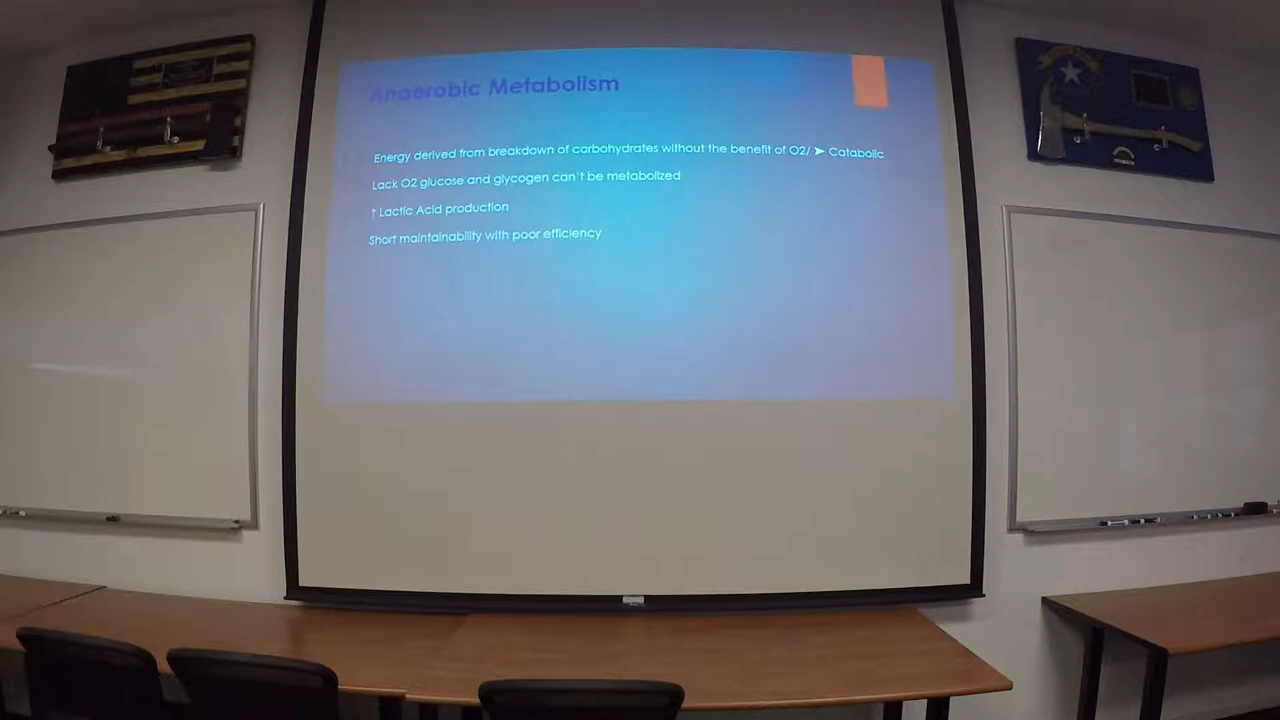 Anaerobic Metabolism
Energy derived from breakdown of carbohydrates without the benefit of O2/ ➤ Catabolic
Lack O2 glucose and glycogen can't be metabolized
↑ Lactic Acid production
Short maintainability with poor efficiency